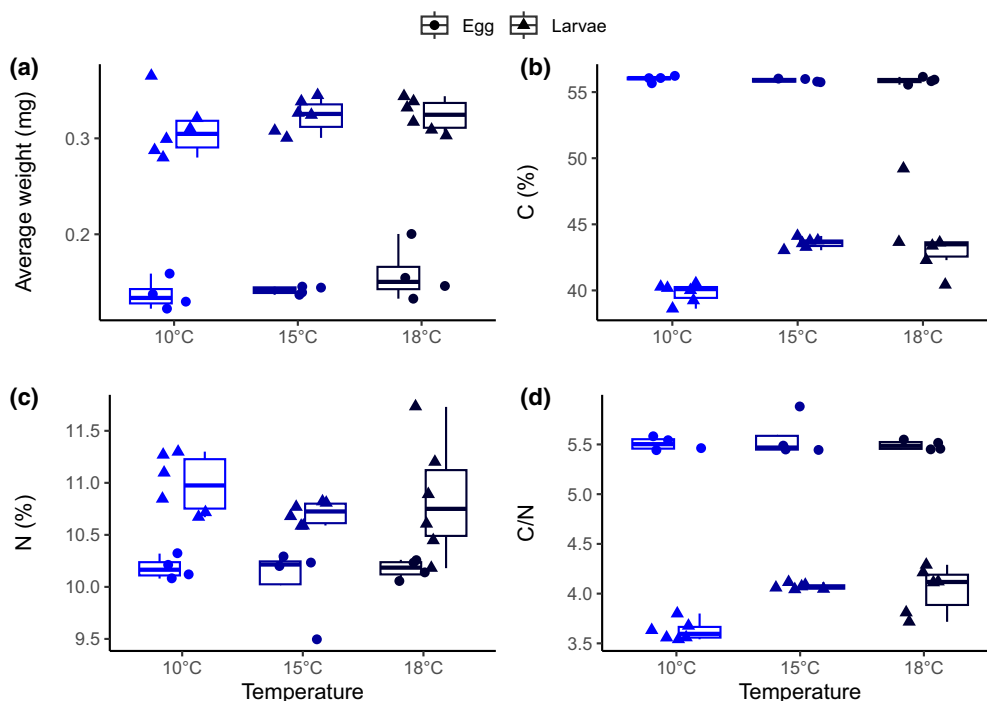 Egg Larvae
(a)
Average weight (mg)
0.3
0.2
10°C 15°C 18°C
(b)
C (%)
55
50
45
40
10°C 15°C 18°C
(c)
N (%)
11.5
11.0
10.5
10.0
9.5
10°C 15°C 18°C
Temperature
(d)
C/N
5.5
5.0
4.5
4.0
3.5
10°C 15°C 18°C
Temperature